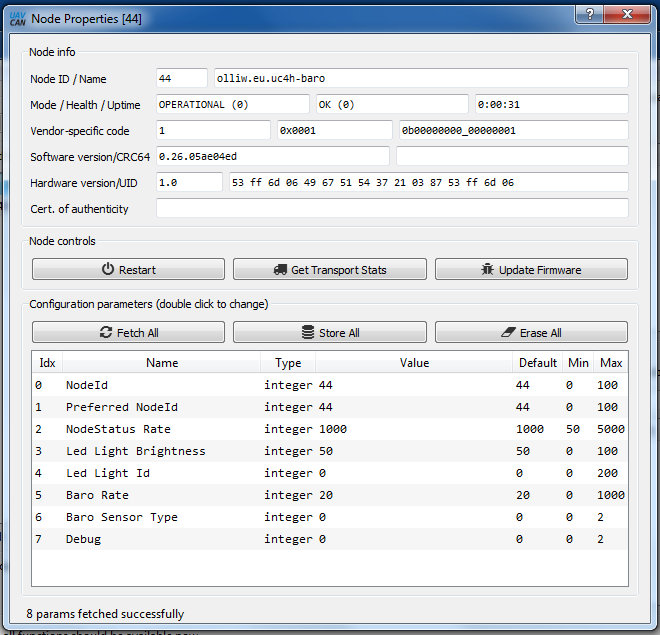 UAV CAN Node Properties [44]
Node info
Node ID / Name 44 olliw.eu.uc4h-baro
Mode / Health / Uptime OPERATIONAL (0) OK (0) 0:00:31
Vendor-specific code 1 0x0001 0b00000000_00000001
Software version/CRC64 0.26.05ae04ed
Hardware version/UID 1.0 53 ff 6d 06 49 67 51 54 37 21 03 87 53 ff 6d 06
Cert. of authenticity
Node controls
Restart Get Transport Stats Update Firmware
Configuration parameters (double click to change)
Fetch All Store All Erase All
Idx Name Type Value Default Min Max
0 NodeId integer 44 44 0 100
1 Preferred NodeId integer 44 44 0 100
2 NodeStatus Rate integer 1000 1000 50 5000
3 Led Light Brightness integer 50 50 0 100
4 Led Light Id integer 0 0 0 200
5 Baro Rate integer 20 20 0 1000
6 Baro Sensor Type integer 0 0 0 2
7 Debug integer 0 0 0 2
8 params fetched successfully